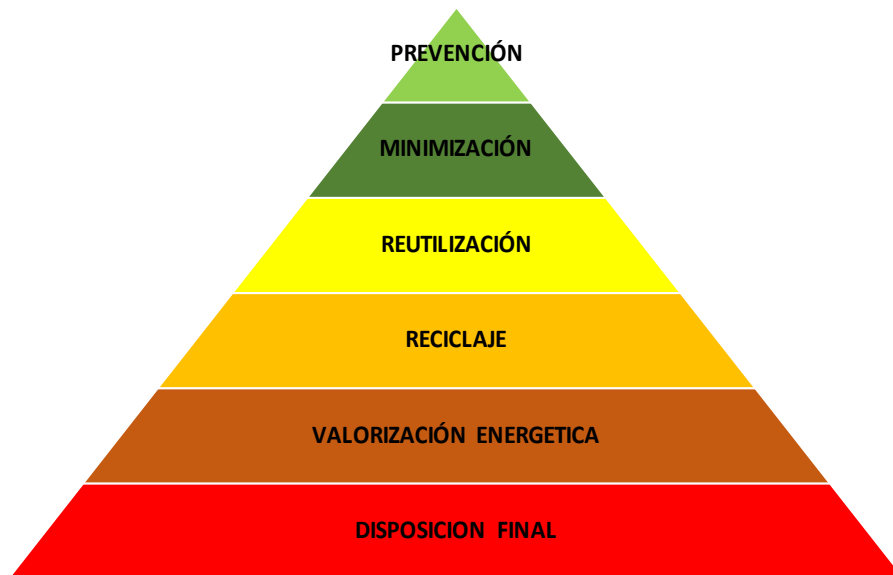 PREVENCIÓN
MINIMIZACIÓN
REUTILIZACIÓN
RECICLAJE
VALORIZACIÓN ENERGETICA
DISPOSICION FINAL